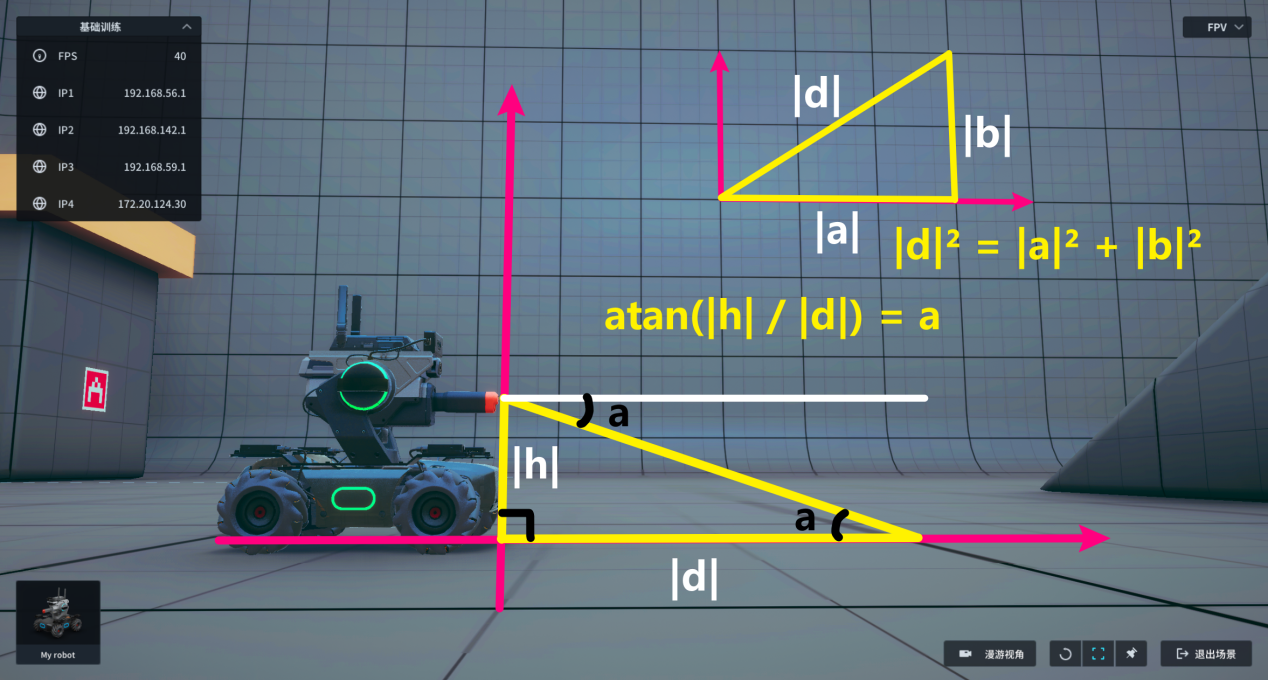 基础训练
FPS 40
IP1 192.168.56.1
IP2 192.168.142.1
IP3 192.168.59.1
IP4 172.20.124.30
FPV
|d|
|b|
|a|
|d|² = |a|² + |b|²
atan(|h| / |d|) = a
A
a
|h|
a
|d|
My robot
漫游视角
退出场景